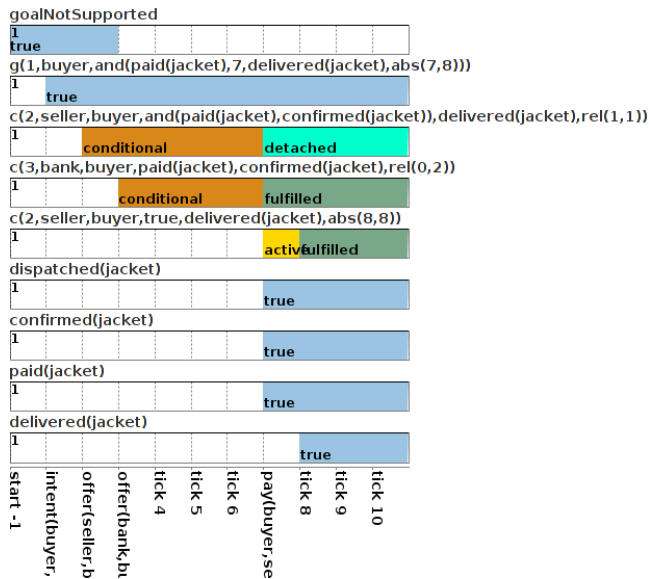 goalNotSupported
1
true
g(1,buyer,and(paid(jacket),7,delivered(jacket),abs(7,8)))
1
true
c(2,seller,buyer,and(paid(jacket),confirmed(jacket)),delivered(jacket),rel(1,1))
1
conditional detached
c(3,bank,buyer,paid(jacket),confirmed(jacket),rel(0,2))
1
conditional fulfilled
c(2,seller,buyer,true,delivered(jacket),abs(8,8))
1
active fulfilled
dispatched(jacket)
1
true
confirmed(jacket)
1
true
paid(jacket)
1
true
delivered(jacket)
1
true
start -1
intent(buyer,
offer(seller,b
offer(bank,bu
tick 4
tick 5
tick 6
pay(buyer,se
tick 8
tick 9
tick 10